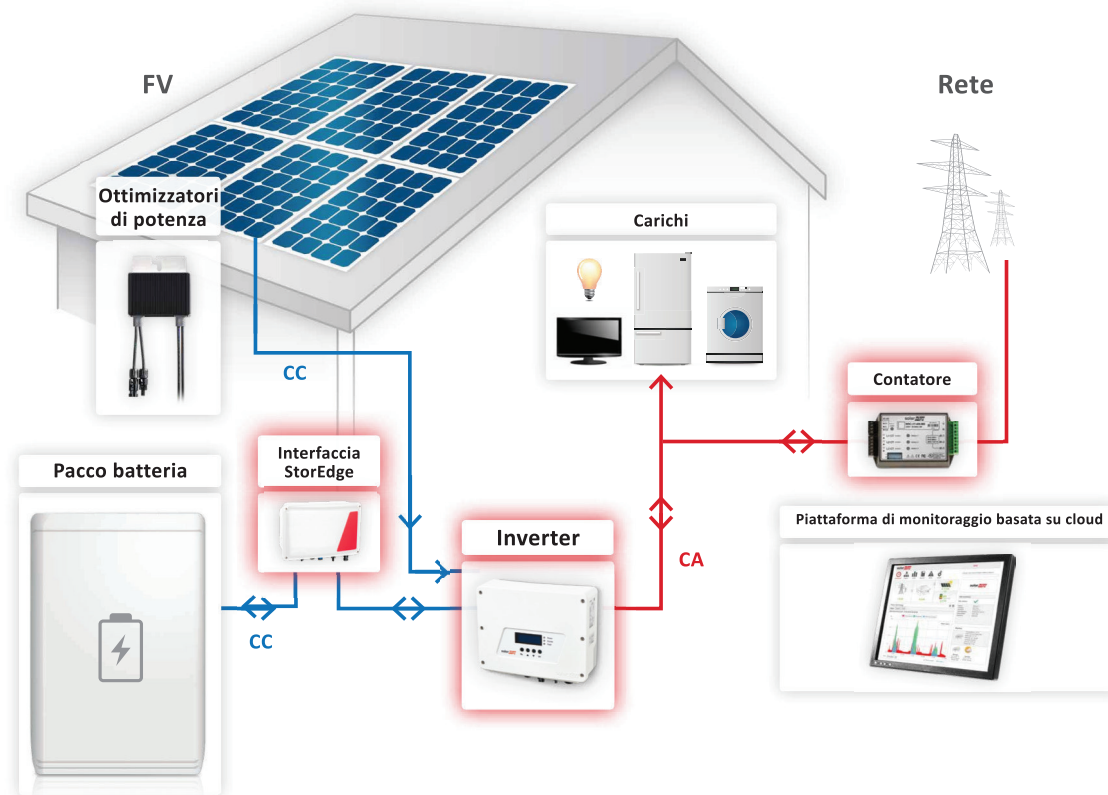 FV
Rete
Ottimizzatori
di potenza
Carichi
CC
Contatore
Interfaccia
StorEdge
Pacco batteria
Inverter
Piattaforma di monitoraggio basata su cloud
CA
CC